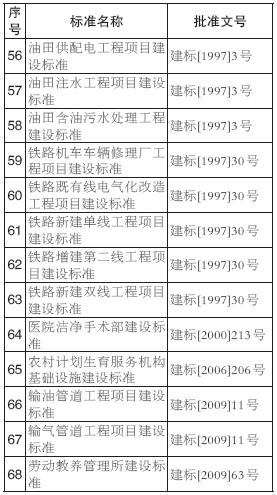 序号 标准名称 批准文号
56 油田供配电工程项目建设标准 建标[1997]3号
57 油田注水工程项目建设标准 建标[1997]3号
58 油田含油污水处理工程建设标准 建标[1997]3号
59 铁路机车车辆修理厂工程项目建设标准 建标[1997]30号
60 铁路既有线电气化改造工程项目建设标准 建标[1997]30号
61 铁路新建单线工程项目建设标准 建标[1997]30号
62 铁路增建第二线工程项目建设标准 建标[1997]30号
63 铁路新建双线工程项目建设标准 建标[1997]30号
64 医院洁净手术部建设标准 建标[2000]213号
65 农村计划生育服务机构基础设施建设标准 建标[2006]206号
66 输油管道工程项目建设标准 建标[2009]11号
67 输气管道工程项目建设标准 建标[2009]11号
68 劳动教养管理所建设标准 建标[2009]63号